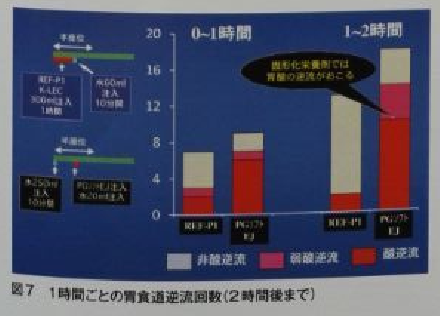 半座位
REF-P1
K-LEC
300ml注入
1時間
水60ml
注入
10分間
半座位
水250ml
注入
10分間
PGソフトEJ注入
水20ml注入
20
16
12
8
4
0
0~1時間
1~2時間
固形化栄養剤では
胃酸の逆流がおこる
REF-P1
PGソフト
EJ
REF-P1
PGソフト
EJ
非酸逆流
弱酸逆流
酸逆流
図7 1時間ごとの胃食道逆流回数(2時間後まで)